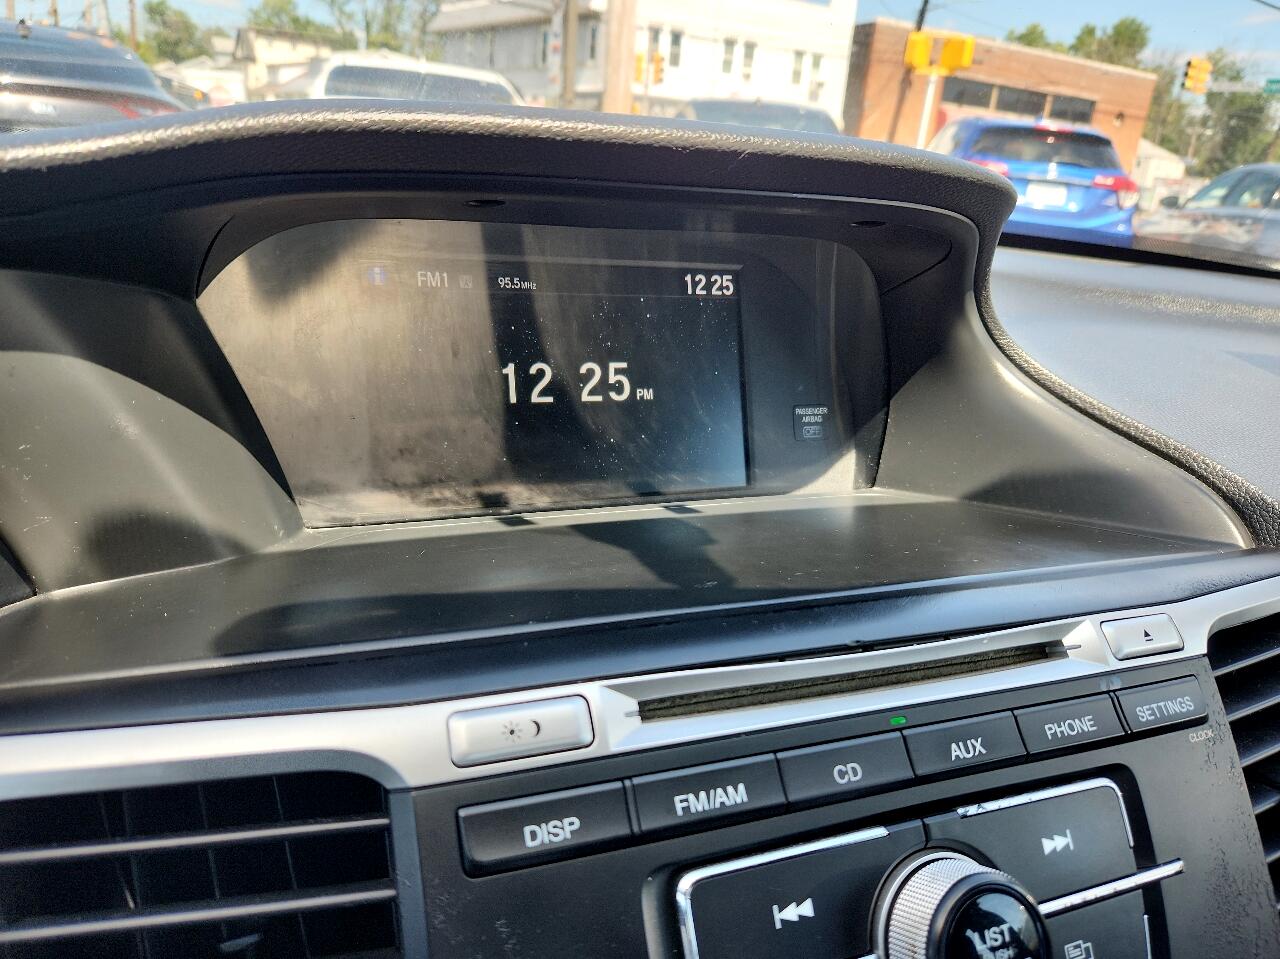 FM1
95.5MHz
12 25
12 25 PM
PASSENGER
AIRBAG
OFF
DISP
FM/AM
CD
AUX
PHONE
SETTINGS
CLOCK
LIST